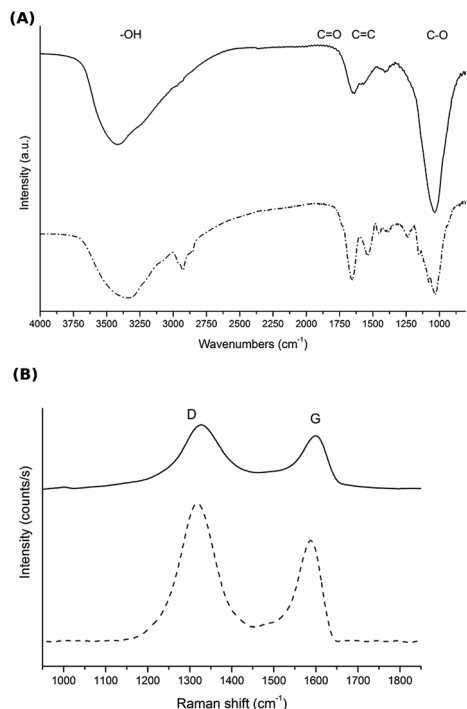 (A)
-OH
C=O
C=C
C-O
Intensity (a.u.)
4000 3750 3500 3250 3000 2750 2500 2250 2000 1750 1500 1250 1000
Wavenumbers (cm⁻¹)
(B)
D
G
Intensity (counts/s)
1000 1100 1200 1300 1400 1500 1600 1700 1800
Raman shift (cm⁻¹)